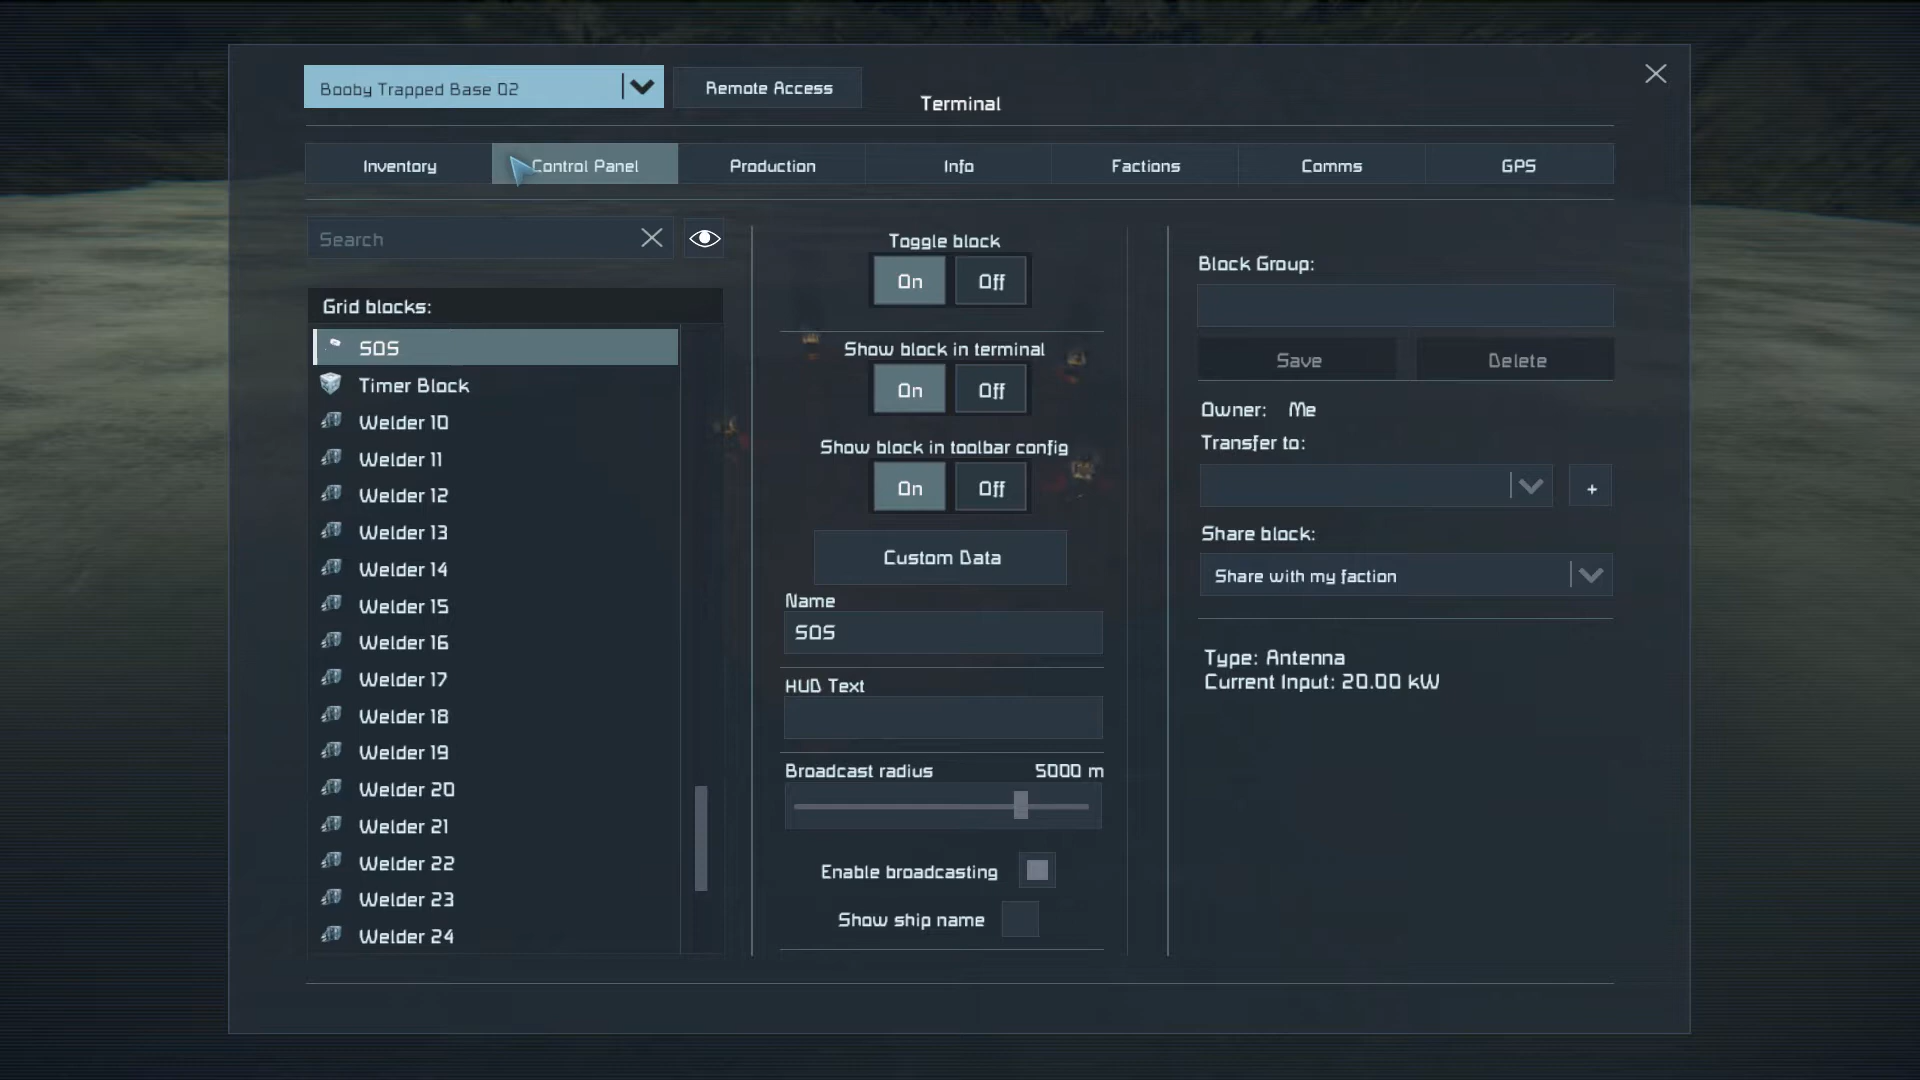 Booby Trapped Base 02
Remote Access
Terminal
Inventory
Control Panel
Production
Info
Factions
Comms
GPS
Search
Grid blocks:
SOS
Timer Block
Welder 10
Welder 11
Welder 12
Welder 13
Welder 14
Welder 15
Welder 16
Welder 17
Welder 18
Welder 19
Welder 20
Welder 21
Welder 22
Welder 23
Welder 24
Toggle block
On Off
Show block in terminal
On Off
Show block in toolbar config
On Off
Custom Data
Name
SOS
HUD Text
Broadcast radius 5000 m
Enable broadcasting
Show ship name
Block Group:
Save Delete
Owner: Me
Transfer to:
+
Share block:
Share with my faction
Type: Antenna
Current Input: 20.00 kW